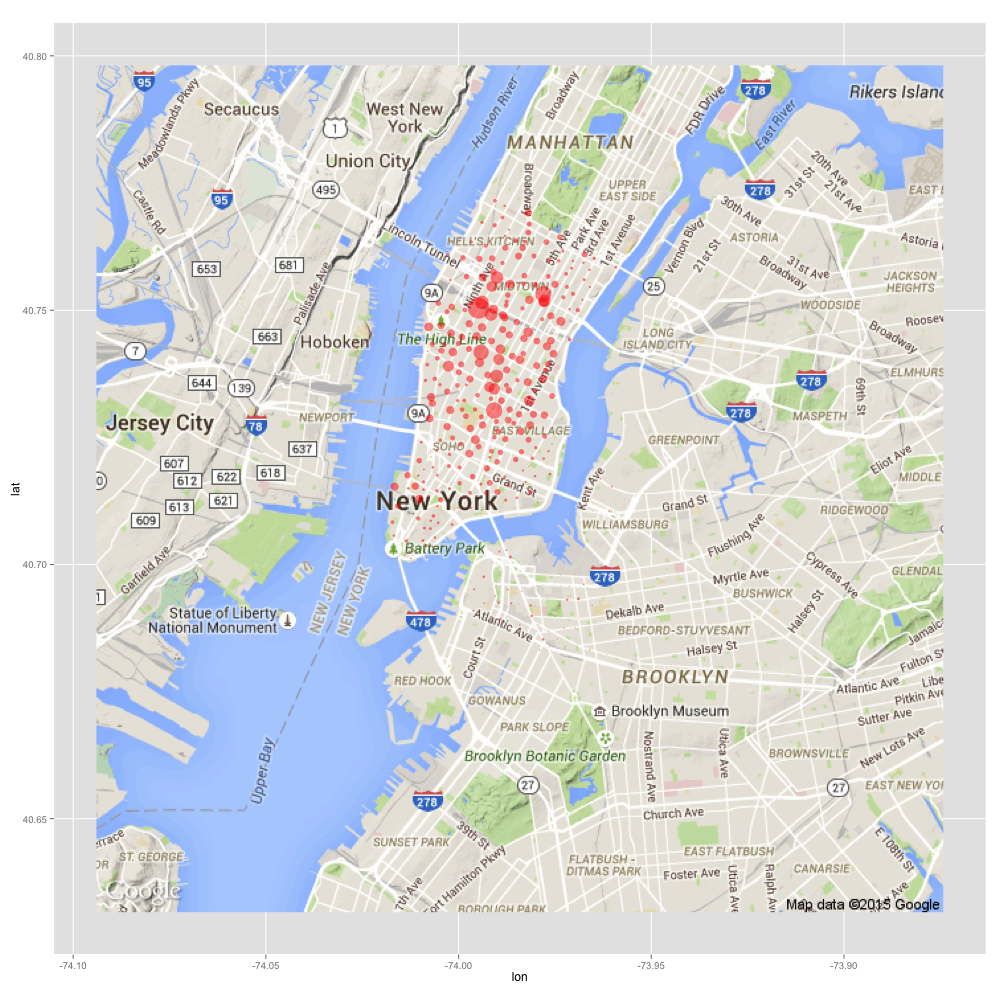 40.80
40.75
40.70
40.65
lat
-74.10
-74.05
-74.00
-73.95
-73.90
lon
95
Secaucus
Meadowlands Pkwy
1
West New
York
Union City
495
95
Castle Rd
653
681
Palisade Ave
663
Hoboken
7
644
139
Jersey City
78
NEWPORT
637
607
612
622
618
613
621
609
Garfield Ave
1
Hudson River
Broadway
MANHATTAN
FDR Drive
278
East River
Rikers Islanc
Lincoln Tunnel
HELL'S KITCHEN
Broadway
UPPER
EAST SIDE
5th Ave
Park Ave
3rd Ave
1st Avenue
Vernon Blvd
21st St
30th Ave
278
31st St
20th Ave
21st Ave
EAST E
ASTORIA
Broadway
31st Ave
Astoria
JACKSON
HEIGHTS
9A
Ninth Ave
MIDTOWN
25
WOODSIDE
The High Line
LONG
ISLAND CITY
Roosev
Broadway
ELMHURS
278
69th St
9A
1st Avenue
278
MASPETH
SOHO
EAST VILLAGE
GREENPOINT
Eliot Ave
MIDDLE
Grand St
Kent Ave
New York
WILLIAMSBURG
Grand St
RIDGEWOOD
Flushing Ave
Battery Park
278
Myrtle Ave
BUSHWICK
Cypress Ave
GLENDAL
Halsey St
Statue of Liberty
National Monument
NEW JERSEY
NEW YORK
478
Atlantic Ave
Dekalb Ave
BEDFORD-STUYVESANT
Halsey St
Jamaic
Court St
Fulton St
RED HOOK
GOWANUS
BROOKLYN
Atlantic Ave
Libe
Pitkin Ave
PARK SLOPE
Brooklyn Museum
Sutter Ave
Brooklyn Botanic Garden
Nostrand Ave
Utica Ave
BROWNSVILLE
New Lots Ave
Upper Bay
278
27
27
EAST NEW YOR
Church Ave
39th St
SUNSET PARK
EAST FLATBUSH
E 108th St
FLATBUSH -
DITMAS PARK
Foster Ave
CANARSIE
7th Ave
ort Hamilton Pkwy
BOROUGH PARK
Utica Ave
Ralph A
s Ave
errace
OR
ST. GEORGE
Google
Map data ©2015 Google